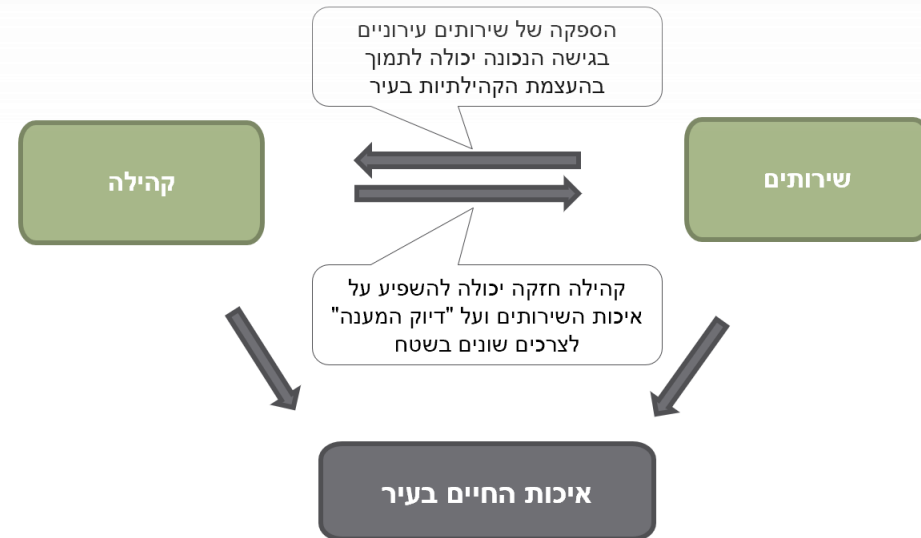 הספקה של שירותים עירוניים
בגישה הנכונה יכולה לתמוך
בהעצמת הקהילתיות בעיר
שירותים
קהילה
קהילה חזקה יכולה להשפיע על
איכות השירותים ועל "דיוק המענה"
לצרכים שונים בשטח
איכות החיים בעיר